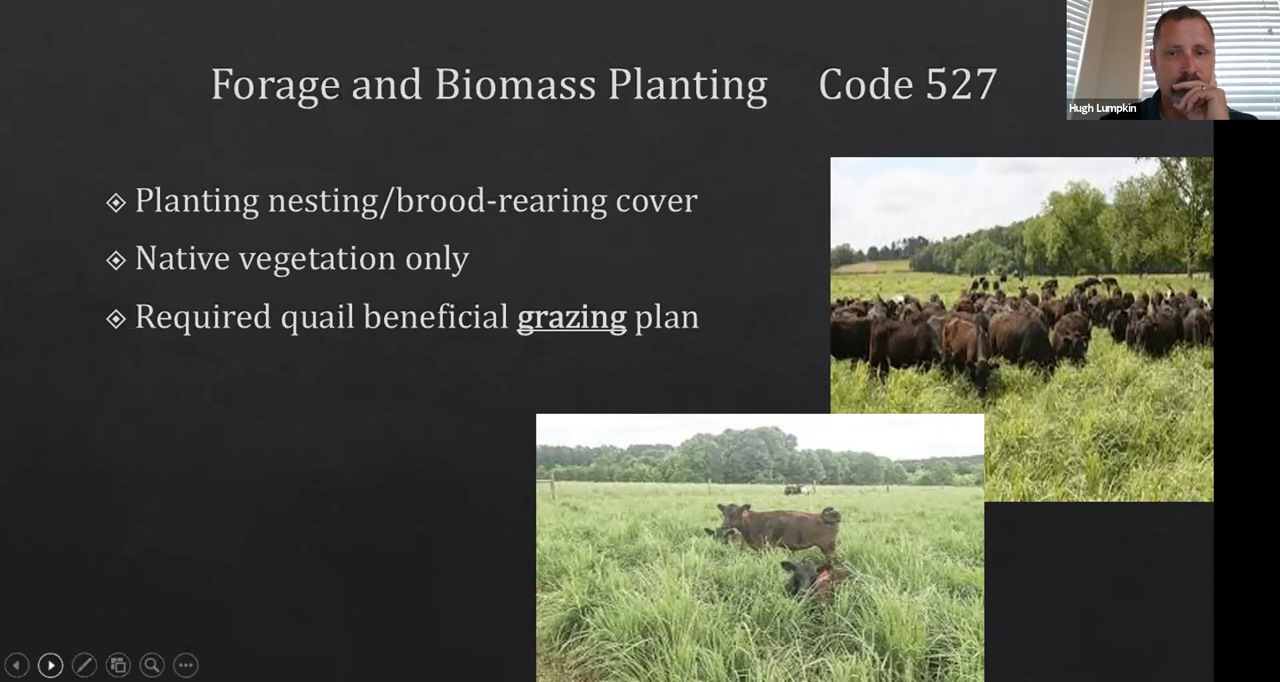 Forage and Biomass Planting Code 527
Hugh Lumpkin
Planting nesting/brood-rearing cover
Native vegetation only
Required quail beneficial grazing plan